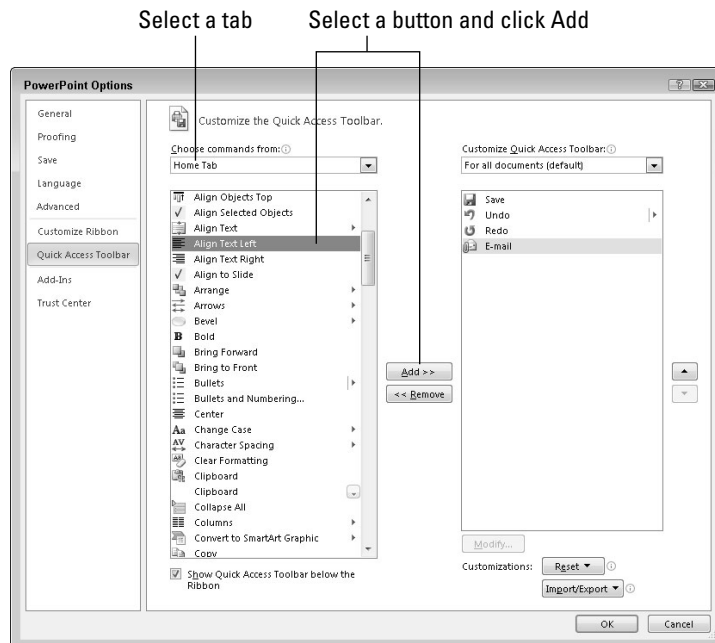 Select a tab
Select a button and click Add
PowerPoint Options
General
Proofing
Save
Language
Advanced
Customize Ribbon
Quick Access Toolbar
Add-Ins
Trust Center
Customize the Quick Access Toolbar.
Choose commands from:
Home Tab
Align Objects Top
Align Selected Objects
Align Text
Align Text Left
Align Text Right
Align to Slide
Arrange
Arrows
Bevel
B Bold
Bring Forward
Bring to Front
Bullets
Bullets and Numbering...
Center
Aa Change Case
AV Character Spacing
Clear Formatting
Clipboard
Clipboard
Collapse All
Columns
Convert to SmartArt Graphic
Copy
Show Quick Access Toolbar below the
Ribbon
Add >>
<< Remove
Customize Quick Access Toolbar:
For all documents (default)
Save
Undo
Redo
E-mail
Modify...
Customizations:
Reset
Import/Export
OK
Cancel